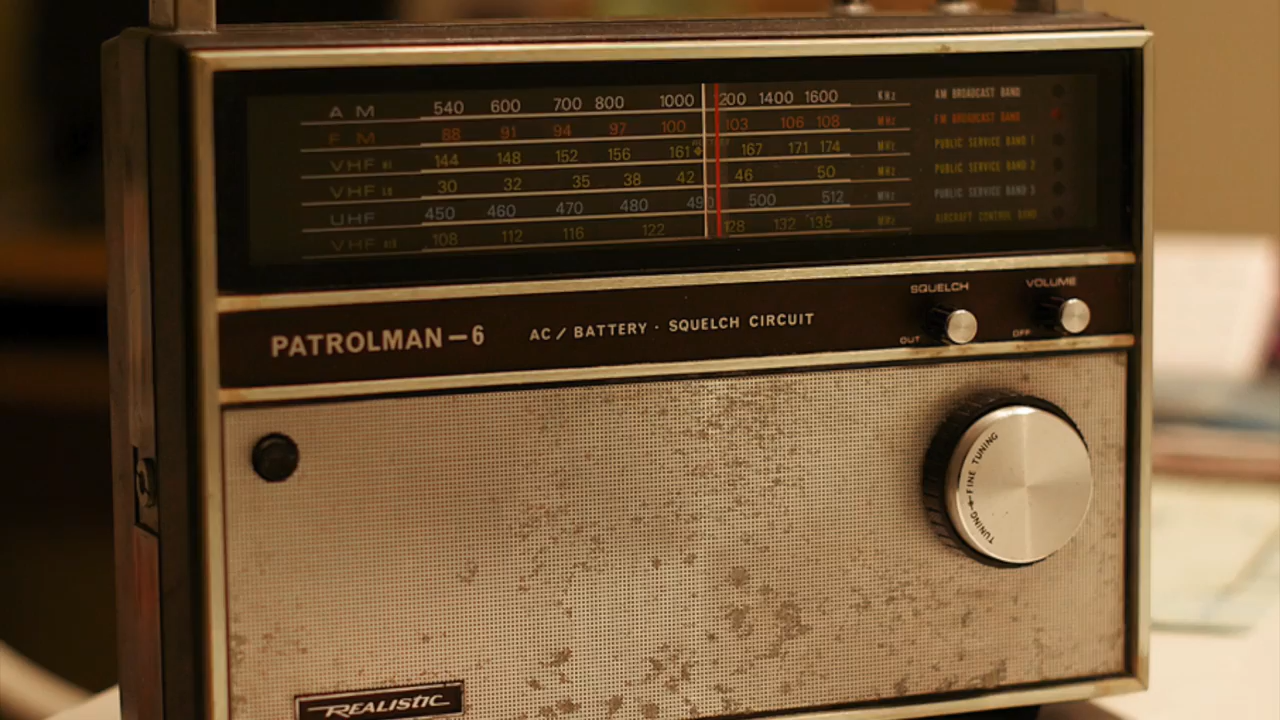 AM 540 600 700 800 1000 1200 1400 1600 KHz AM BROADCAST BAND
FM 88 91 94 97 100 103 106 108 MHz FM BROADCAST BAND
VHF HI 144 148 152 156 161 167 171 174 MHz PUBLIC SERVICE BAND 1
VHF LO 30 32 35 38 42 46 50 MHz PUBLIC SERVICE BAND 2
UHF 450 460 470 480 490 500 512 MHz PUBLIC SERVICE BAND 3
VHF 108 112 116 122 128 132 135 MHz AIRCRAFT CONTROL BAND
SQUELCH VOLUME
OUT OFF
PATROLMAN-6 AC/BATTERY · SQUELCH CIRCUIT
TUNING FINE TUNING
REALISTIC